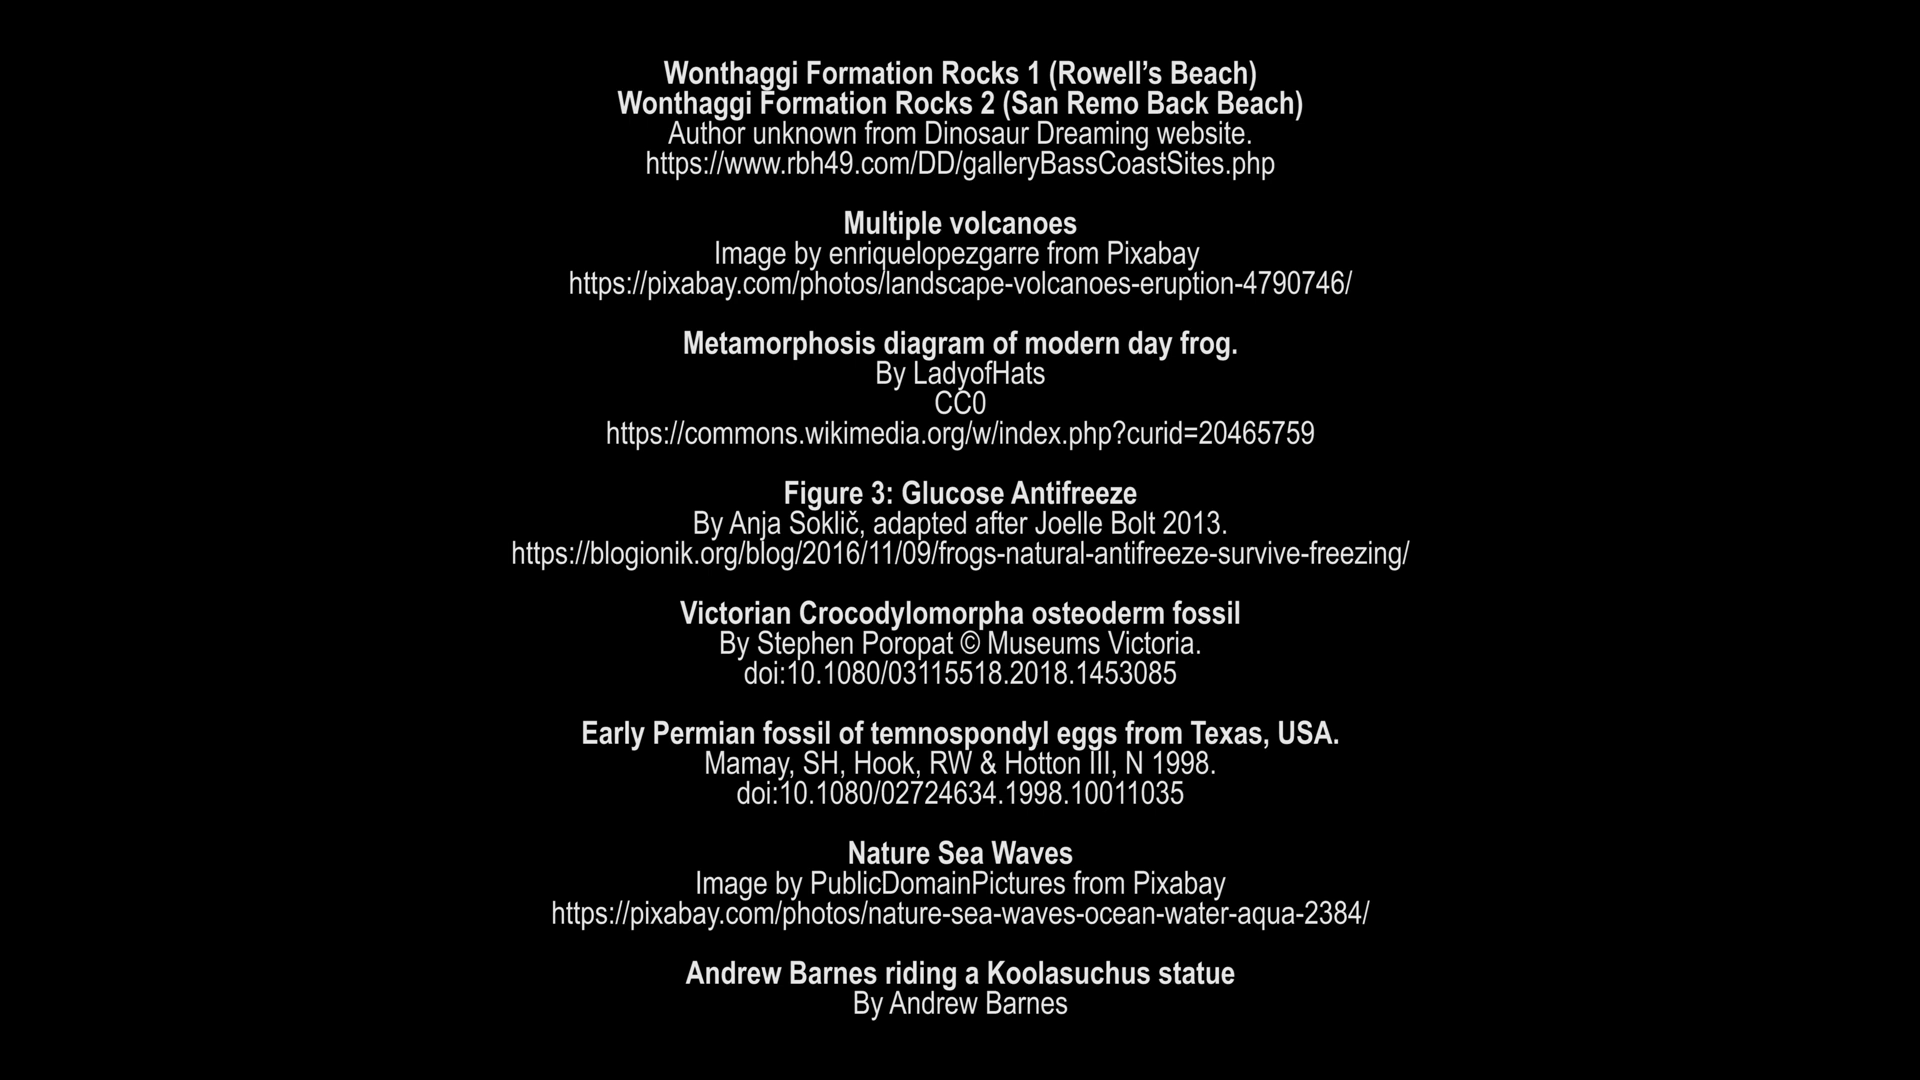 Wonthaggi Formation Rocks 1 (Rowell’s Beach)
Wonthaggi Formation Rocks 2 (San Remo Back Beach)
Author unknown from Dinosaur Dreaming website.
https://www.rbh49.com/DD/galleryBassCoastSites.php
Multiple volcanoes
Image by enriquelopezgarre from Pixabay
https://pixabay.com/photos/landscape-volcanoes-eruption-4790746/
Metamorphosis diagram of modern day frog.
By LadyofHats
CC0
https://commons.wikimedia.org/w/index.php?curid=20465759
Figure 3: Glucose Antifreeze
By Anja Soklič, adapted after Joelle Bolt 2013.
https://blogionik.org/blog/2016/11/09/frogs-natural-antifreeze-survive-freezing/
Victorian Crocodylomorpha osteoderm fossil
By Stephen Poropat © Museums Victoria.
doi:10.1080/03115518.2018.1453085
Early Permian fossil of temnospondyl eggs from Texas, USA.
Mamay, SH, Hook, RW & Hotton III, N 1998.
doi:10.1080/02724634.1998.10011035
Nature Sea Waves
Image by PublicDomainPictures from Pixabay
https://pixabay.com/photos/nature-sea-waves-ocean-water-aqua-2384/
Andrew Barnes riding a Koolasuchus statue
By Andrew Barnes